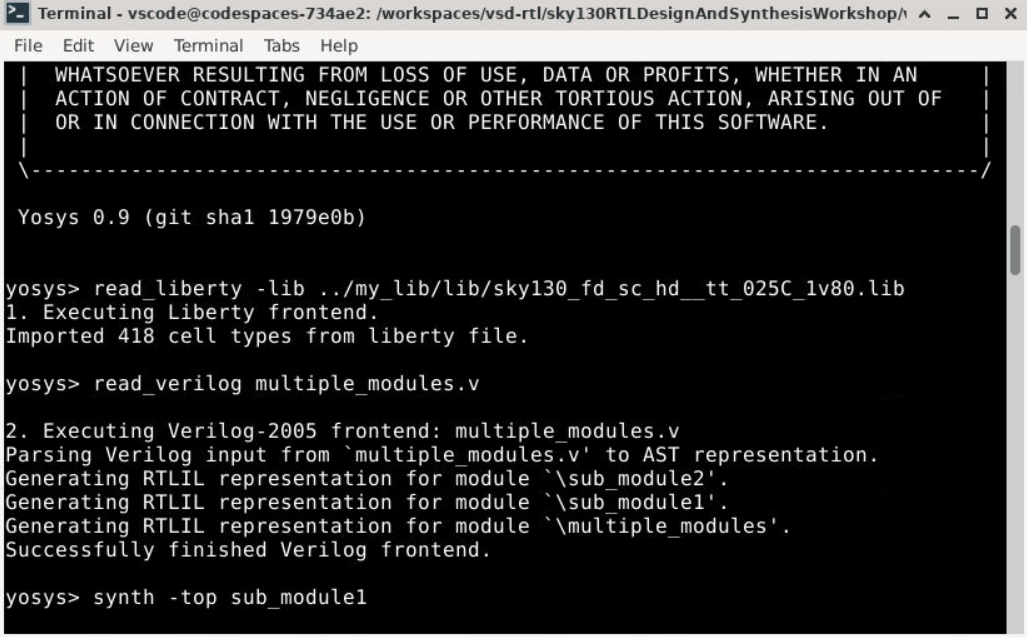 Terminal - vscode@codespaces-734ae2: /workspaces/vsd-rtl/sky130RTLDesignAndSynthesisWorkshop/
File Edit View Terminal Tabs Help
| WHATSOEVER RESULTING FROM LOSS OF USE, DATA OR PROFITS, WHETHER IN AN |
| ACTION OF CONTRACT, NEGLIGENCE OR OTHER TORTIOUS ACTION, ARISING OUT OF |
| OR IN CONNECTION WITH THE USE OR PERFORMANCE OF THIS SOFTWARE. |
| |
\----------------------------------------------------------------------------/
Yosys 0.9 (git sha1 1979e0b)
yosys> read_liberty -lib ../my_lib/lib/sky130_fd_sc_hd__tt_025C_1v80.lib
1. Executing Liberty frontend.
Imported 418 cell types from liberty file.
yosys> read_verilog multiple_modules.v
2. Executing Verilog-2005 frontend: multiple_modules.v
Parsing Verilog input from `multiple_modules.v' to AST representation.
Generating RTLIL representation for module `\sub_module2'.
Generating RTLIL representation for module `\sub_module1'.
Generating RTLIL representation for module `\multiple_modules'.
Successfully finished Verilog frontend.
yosys> synth -top sub_module1